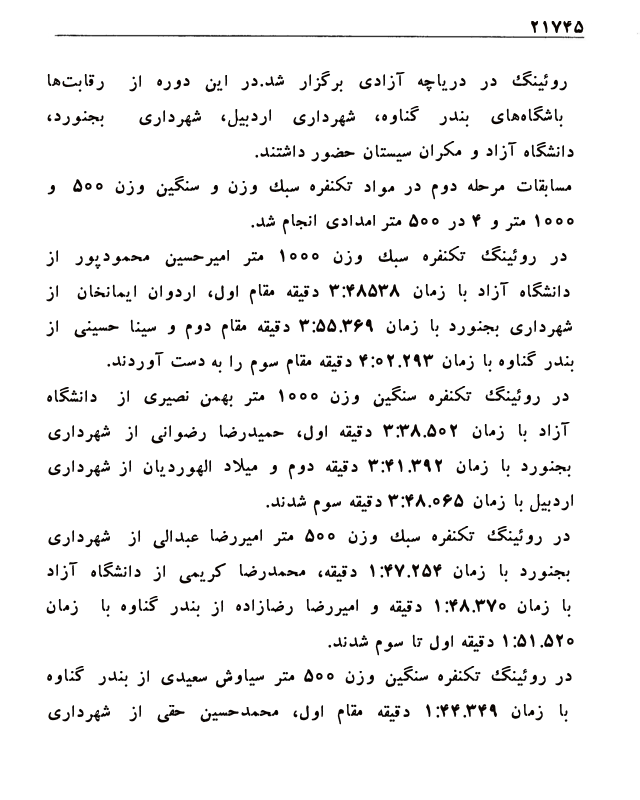 ۲۱۷۴۵
روئینگ در دریاچه آزادی برگزار شد.در این دوره از رقابت‌ها
باشگاه‌های بندر گناوه، شهرداری اردبیل، شهرداری بجنورد،
دانشگاه آزاد و مکران سیستان حضور داشتند.
مسابقات مرحله دوم در مواد تکنفره سبك وزن و سنگین وزن ۵۰۰ و
۱۰۰۰ متر و ۴ در ۵۰۰ متر امدادی انجام شد.
در روئینگ تکنفره سبك وزن ۱۰۰۰ متر امیرحسین محمودپور از
دانشگاه آزاد با زمان ۳:۴۸۵۳۸ دقیقه مقام اول، اردوان ایمانخان از
شهرداری بجنورد با زمان ۳:۵۵.۳۶۹ دقیقه مقام دوم و سینا حسینی از
بندر گناوه با زمان ۴:۰۲.۲۹۳ دقیقه مقام سوم را به دست آوردند.
در روئینگ تکنفره سنگین وزن ۱۰۰۰ متر بهمن نصیری از دانشگاه
آزاد با زمان ۳:۳۸.۵۰۲ دقیقه اول، حمیدرضا رضوانی از شهرداری
بجنورد با زمان ۳:۴۱.۳۹۲ دقیقه دوم و میلاد الهوردیان از شهرداری
اردبیل با زمان ۳:۴۸.۰۶۵ دقیقه سوم شدند.
در روئینگ تکنفره سبك وزن ۵۰۰ متر امیررضا عبدالی از شهرداری
بجنورد با زمان ۱:۴۷.۲۵۴ دقیقه، محمدرضا کریمی از دانشگاه آزاد
با زمان ۱:۴۸.۳۷۰ دقیقه و امیررضا رضازاده از بندر گناوه با زمان
۱:۵۱.۵۲۰ دقیقه اول تا سوم شدند.
در روئینگ تکنفره سنگین وزن ۵۰۰ متر سیاوش سعیدی از بندر گناوه
با زمان ۱:۴۴.۳۴۹ دقیقه مقام اول، محمدحسین حقی از شهرداری